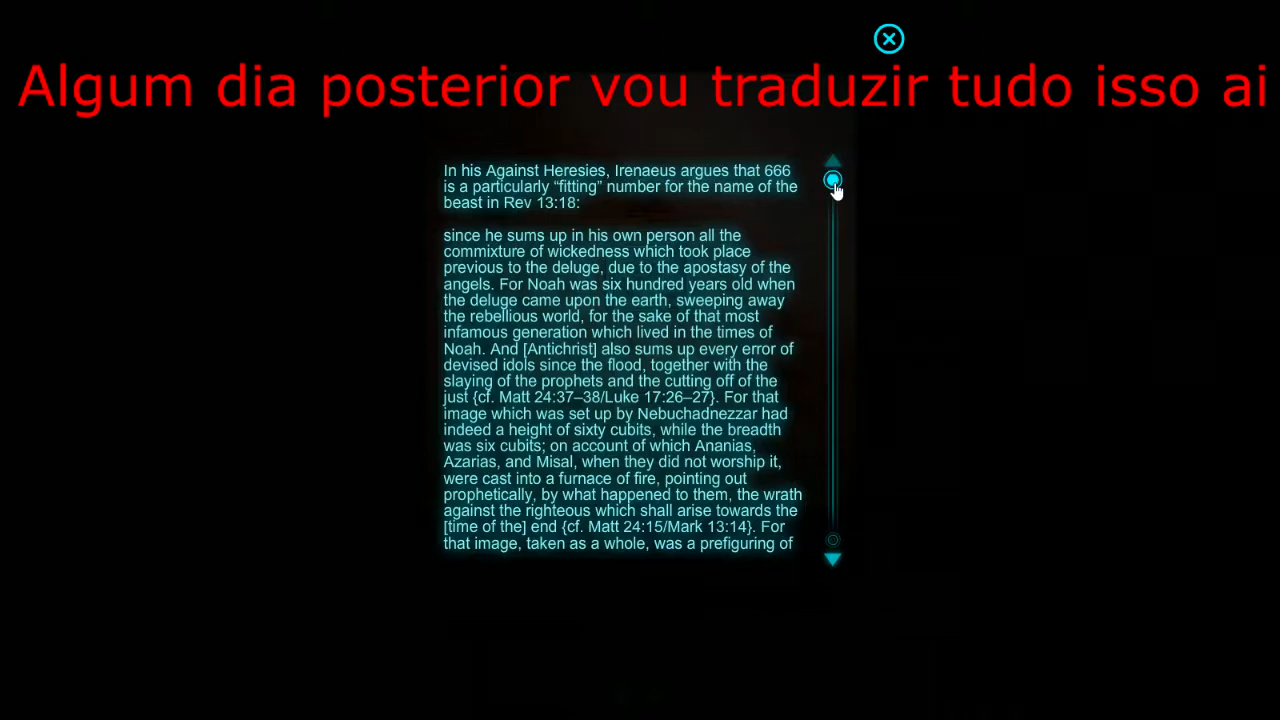 Algum dia posterior vou traduzir tudo isso ai
In his Against Heresies, Irenaeus argues that 666
is a particularly “fitting” number for the name of the
beast in Rev 13:18:
since he sums up in his own person all the
commixture of wickedness which took place
previous to the deluge, due to the apostasy of the
angels. For Noah was six hundred years old when
the deluge came upon the earth, sweeping away
the rebellious world, for the sake of that most
infamous generation which lived in the times of
Noah. And [Antichrist] also sums up every error of
devised idols since the flood, together with the
slaying of the prophets and the cutting off of the
just {cf. Matt 24:37–38/Luke 17:26–27}. For that
image which was set up by Nebuchadnezzar had
indeed a height of sixty cubits, while the breadth
was six cubits; on account of which Ananias,
Azarias, and Misal, when they did not worship it,
were cast into a furnace of fire, pointing out
prophetically, by what happened to them, the wrath
against the righteous which shall arise towards the
[time of the] end {cf. Matt 24:15/Mark 13:14}. For
that image, taken as a whole, was a prefiguring of